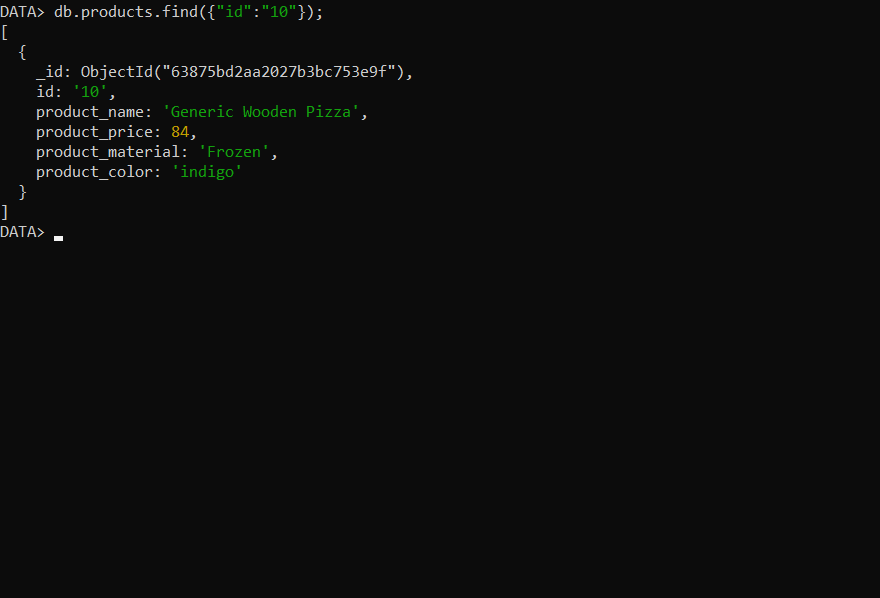 DATA> db.products.find({"id":"10"});
[
  {
    _id: ObjectId("63875bd2aa2027b3bc753e9f"),
    id: '10',
    product_name: 'Generic Wooden Pizza',
    product_price: 84,
    product_material: 'Frozen',
    product_color: 'indigo'
  }
]
DATA>